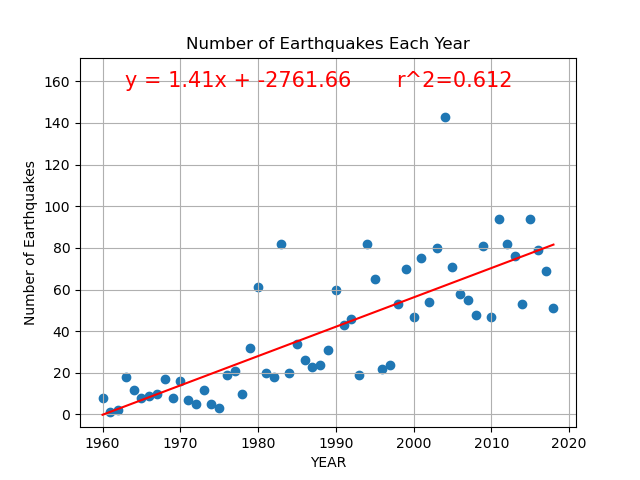 Number of Earthquakes Each Year
y = 1.41x + -2761.66 r^2=0.612
Number of Earthquakes
160
140
120
100
80
60
40
20
0
1960 1970 1980 1990 2000 2010 2020
YEAR